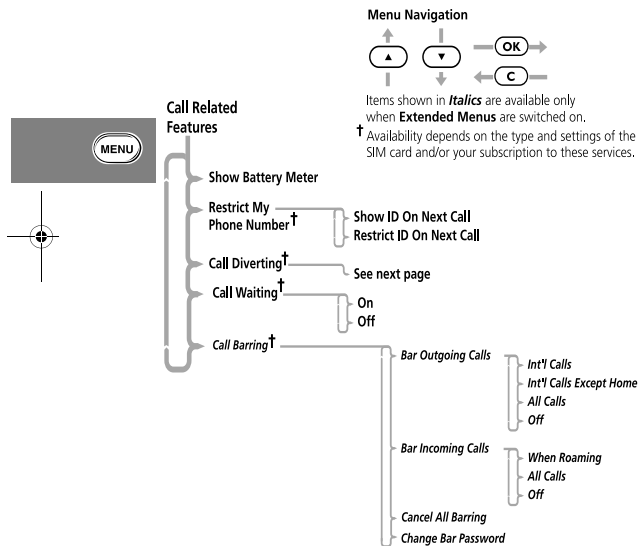 Menu Navigation
OK
C
Items shown in Italics are available only
when Extended Menus are switched on.
† Availability depends on the type and settings of the
SIM card and/or your subscription to these services.
MENU
Call Related
Features
Show Battery Meter
Restrict My
Phone Number†
Show ID On Next Call
Restrict ID On Next Call
Call Diverting†
See next page
Call Waiting†
On
Off
Call Barring†
Bar Outgoing Calls
Int'l Calls
Int'l Calls Except Home
All Calls
Off
Bar Incoming Calls
When Roaming
All Calls
Off
Cancel All Barring
Change Bar Password